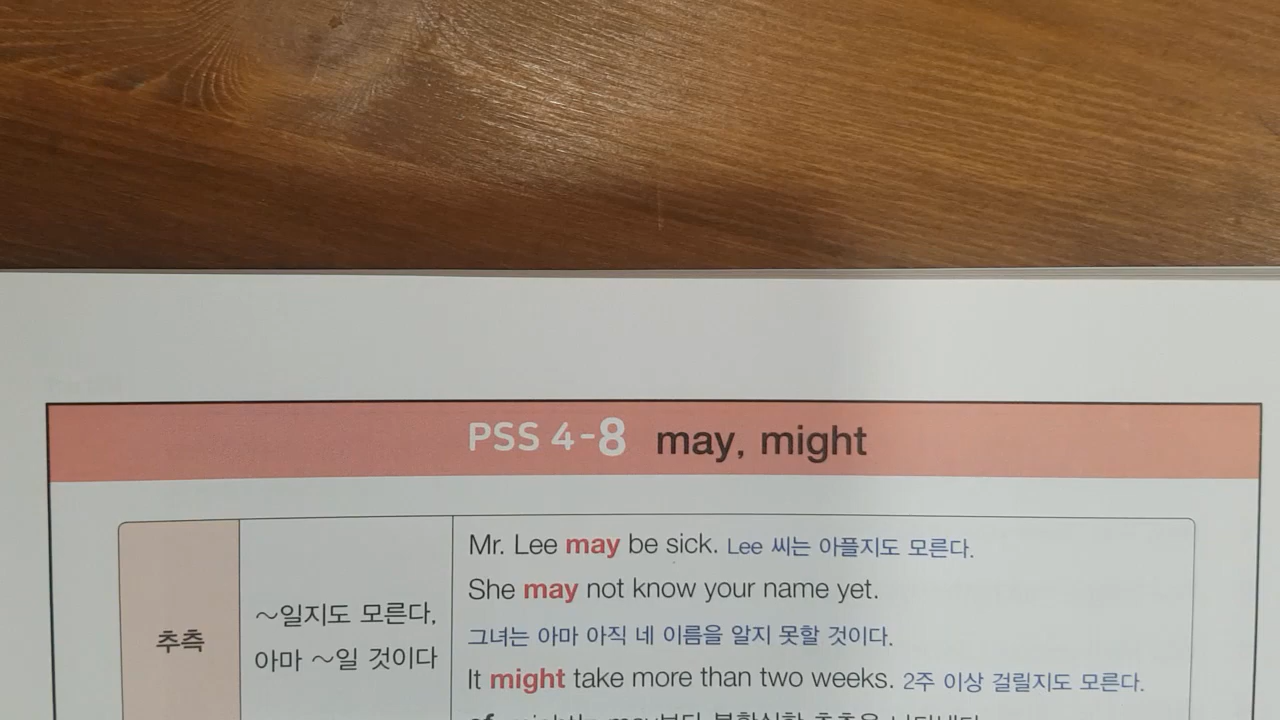 PSS 4-8 may, might
추측
~일지도 모른다,
아마 ~일 것이다
Mr. Lee may be sick. Lee 씨는 아플지도 모른다.
She may not know your name yet.
그녀는 아마 아직 네 이름을 알지 못할 것이다.
It might take more than two weeks. 2주 이상 걸릴지도 모른다.